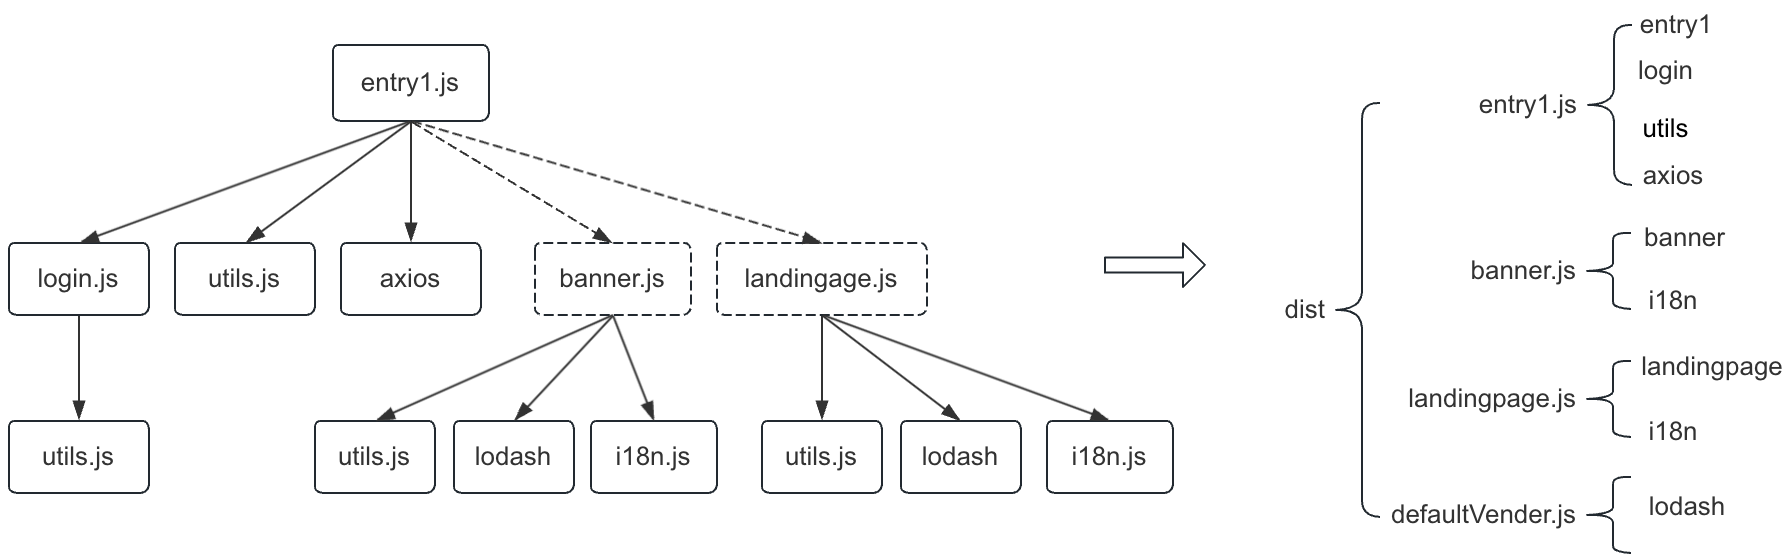 entry1.js
login.js
utils.js
axios
banner.js
landingage.js
utils.js
utils.js
lodash
i18n.js
utils.js
lodash
i18n.js
dist
entry1.js
entry1
login
utils
axios
banner.js
banner
i18n
landingpage.js
landingpage
i18n
defaultVender.js
lodash